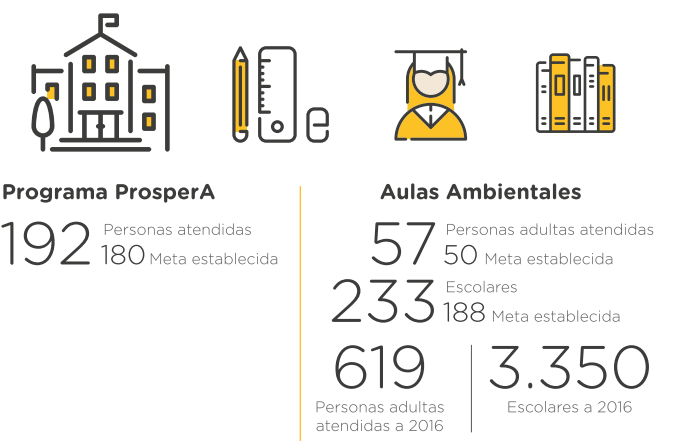 Programa ProsperA
192 Personas atendidas
180 Meta establecida
Aulas Ambientales
57 Personas adultas atendidas
50 Meta establecida
233 Escolares
188 Meta establecida
619
Personas adultas
atendidas a 2016
3.350
Escolares a 2016